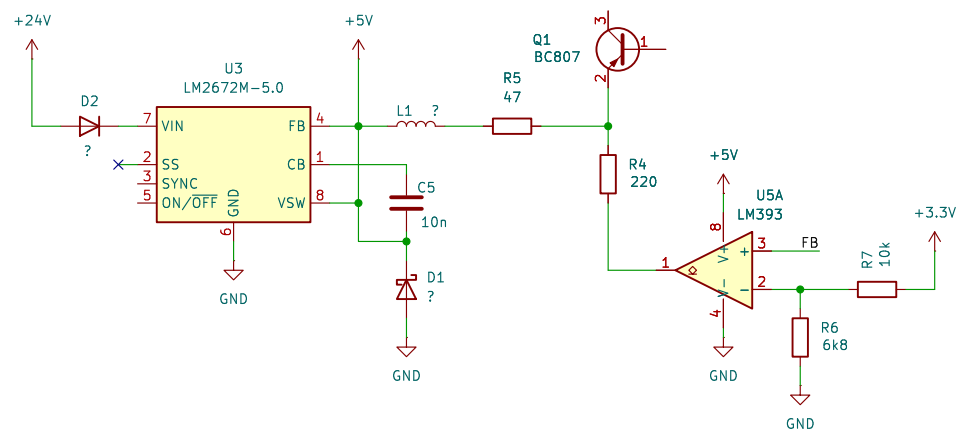 +24V
+5V
D2
?
U3
LM2672M-5.0
7
VIN
2
SS
3
SYNC
5
ON/OFF
GND
6
FB
4
CB
1
VSW
8
GND
L1
?
C5
10n
D1
?
GND
R5
47
Q1
BC807
3
1
2
R4
220
+5V
U5A
LM393
8
V+
1
+
3
FB
-
2
V-
4
GND
R7
10k
+3.3V
R6
6k8
GND